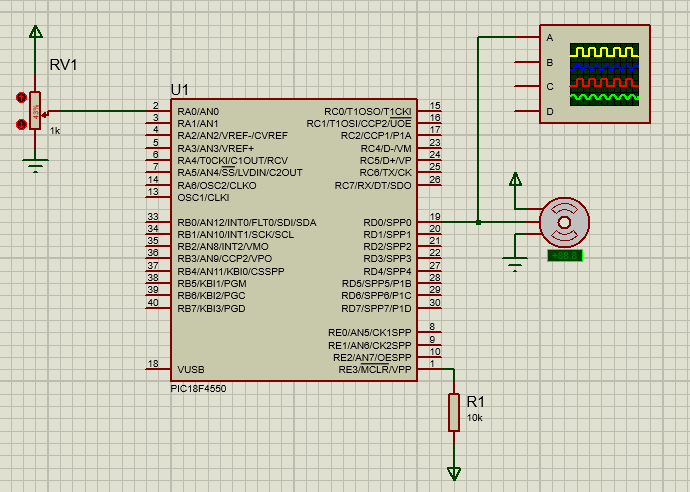 RV1
43%
1k
U1
2 RA0/AN0
3 RA1/AN1
4 RA2/AN2/VREF-/CVREF
5 RA3/AN3/VREF+
6 RA4/T0CKI/C1OUT/RCV
7 RA5/AN4/SS/LVDIN/C2OUT
14 RA6/OSC2/CLKO
13 OSC1/CLKI
33 RB0/AN12/INT0/FLT0/SDI/SDA
34 RB1/AN10/INT1/SCK/SCL
35 RB2/AN8/INT2/VMO
36 RB3/AN9/CCP2/VPO
37 RB4/AN11/KBI0/CSSPP
38 RB5/KBI1/PGM
39 RB6/KBI2/PGC
40 RB7/KBI3/PGD
18 VUSB
RC0/T1OSO/T1CKI 15
RC1/T1OSI/CCP2/UOE 16
RC2/CCP1/P1A 17
RC4/D-/VM 23
RC5/D+/VP 24
RC6/TX/CK 25
RC7/RX/DT/SDO 26
RD0/SPP0 19
RD1/SPP1 20
RD2/SPP2 21
RD3/SPP3 22
RD4/SPP4 27
RD5/SPP5/P1B 28
RD6/SPP6/P1C 29
RD7/SPP7/P1D 30
RE0/AN5/CK1SPP 8
RE1/AN6/CK2SPP 9
RE2/AN7/OESPP 10
RE3/MCLR/VPP 1
PIC18F4550
A
B
C
D
R1
10k